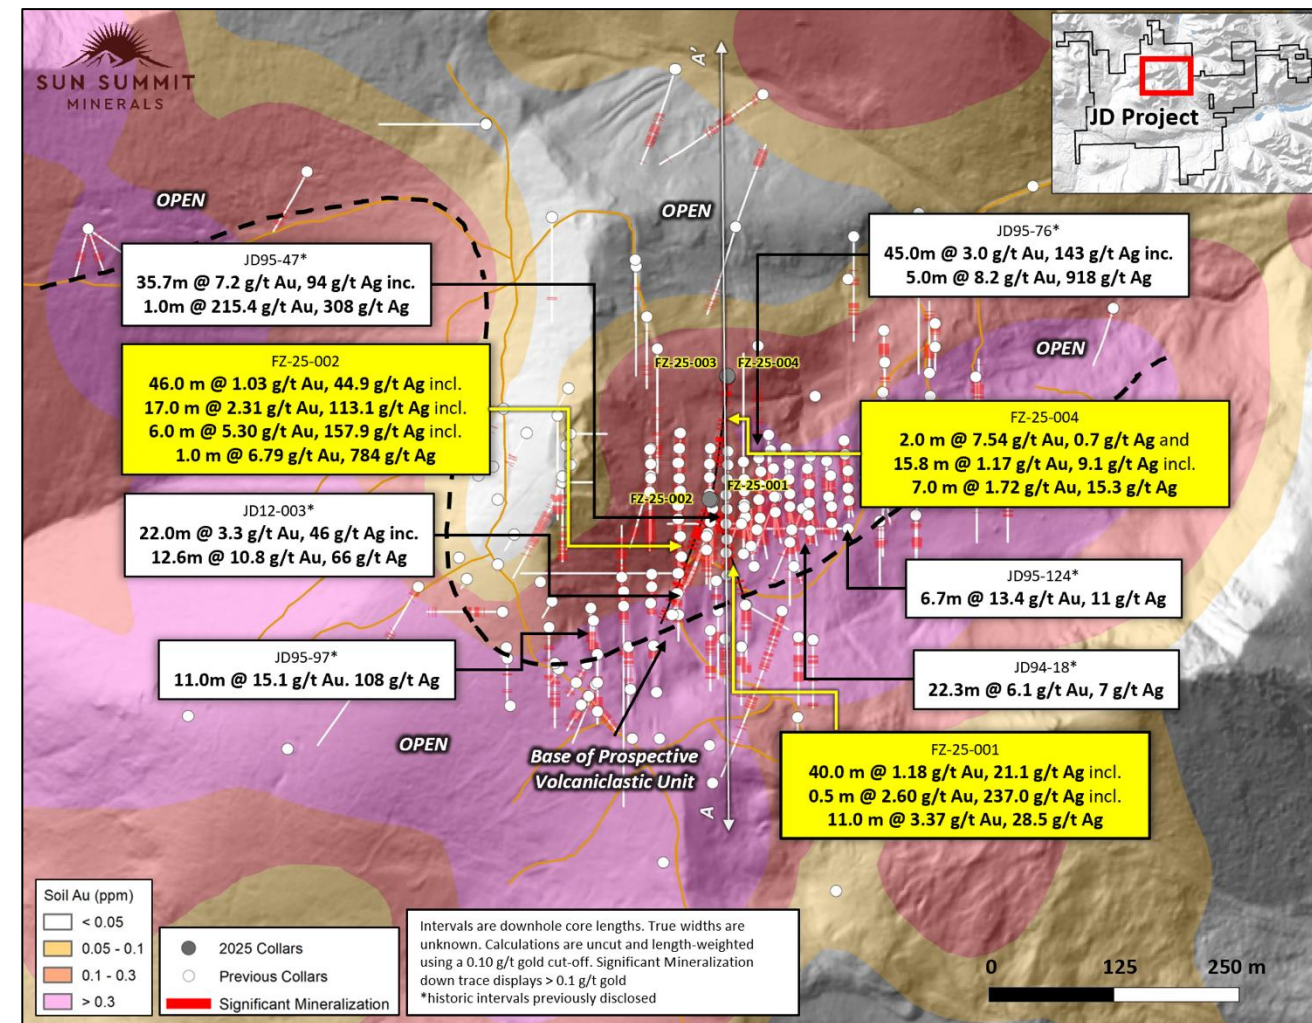 SUN SUMMIT
MINERALS
A'
JD Project
OPEN
OPEN
JD95-76*
45.0m @ 3.0 g/t Au, 143 g/t Ag inc.
5.0m @ 8.2 g/t Au, 918 g/t Ag
JD95-47*
35.7m @ 7.2 g/t Au, 94 g/t Ag inc.
1.0m @ 215.4 g/t Au, 308 g/t Ag
OPEN
FZ-25-003
FZ-25-004
FZ-25-002
46.0 m @ 1.03 g/t Au, 44.9 g/t Ag incl.
17.0 m @ 2.31 g/t Au, 113.1 g/t Ag incl.
6.0 m @ 5.30 g/t Au, 157.9 g/t Ag incl.
1.0 m @ 6.79 g/t Au, 784 g/t Ag
FZ-25-004
2.0 m @ 7.54 g/t Au, 0.7 g/t Ag and
15.8 m @ 1.17 g/t Au, 9.1 g/t Ag incl.
7.0 m @ 1.72 g/t Au, 15.3 g/t Ag
FZ-25-001
FZ-25-002
JD12-003*
22.0m @ 3.3 g/t Au, 46 g/t Ag inc.
12.6m @ 10.8 g/t Au, 66 g/t Ag
JD95-124*
6.7m @ 13.4 g/t Au, 11 g/t Ag
JD95-97*
11.0m @ 15.1 g/t Au. 108 g/t Ag
JD94-18*
22.3m @ 6.1 g/t Au, 7 g/t Ag
OPEN
Base of Prospective
Volcaniclastic Unit
FZ-25-001
40.0 m @ 1.18 g/t Au, 21.1 g/t Ag incl.
0.5 m @ 2.60 g/t Au, 237.0 g/t Ag incl.
11.0 m @ 3.37 g/t Au, 28.5 g/t Ag
A
Soil Au (ppm)
< 0.05
0.05 - 0.1
0.1 - 0.3
> 0.3
2025 Collars
Previous Collars
Significant Mineralization
Intervals are downhole core lengths. True widths are
unknown. Calculations are uncut and length-weighted
using a 0.10 g/t gold cut-off. Significant Mineralization
down trace displays > 0.1 g/t gold
*historic intervals previously disclosed
0 125 250 m